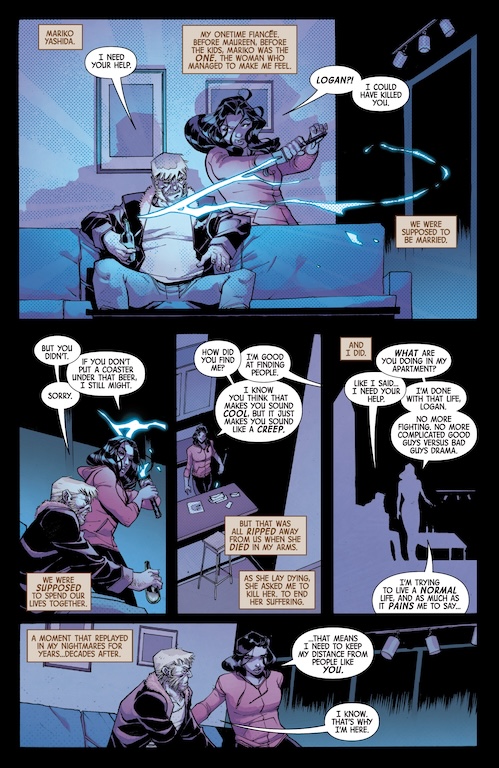 MARIKO
YASHIDA.
I NEED
YOUR HELP.
MY ONETIME FIANCÉE.
BEFORE MAUREEN, BEFORE
THE KIDS, MARIKO WAS THE
ONE, THE WOMAN WHO
MANAGED TO MAKE ME FEEL.
LOGAN?!
I COULD
HAVE KILLED
YOU.
WE WERE
SUPPOSED TO
BE MARRIED.
BUT YOU
DIDN'T.
IF YOU DON'T
PUT A COASTER
UNDER THAT BEER,
I STILL MIGHT.
SORRY.
WE WERE
SUPPOSED
TO SPEND OUR
LIVES TOGETHER.
HOW DID
YOU FIND
ME?
I'M GOOD
AT FINDING
PEOPLE.
I KNOW
YOU THINK THAT
MAKES YOU SOUND
COOL, BUT IT JUST
MAKES YOU SOUND
LIKE A CREEP.
BUT THAT WAS
ALL RIPPED AWAY
FROM US WHEN SHE
DIED IN MY ARMS.
AS SHE LAY DYING,
SHE ASKED ME TO
KILL HER. TO END
HER SUFFERING.
AND
I DID.
WHAT ARE
YOU DOING IN MY
APARTMENT?
LIKE I SAID...
I NEED YOUR
HELP.
I'M DONE
WITH THAT LIFE,
LOGAN.
NO MORE
FIGHTING. NO MORE
COMPLICATED GOOD
GUYS VERSUS BAD
GUYS DRAMA.
I'M TRYING
TO LIVE A NORMAL
LIFE, AND AS MUCH AS
IT PAINS ME TO SAY...
A MOMENT THAT REPLAYED
IN MY NIGHTMARES FOR
YEARS...DECADES AFTER.
...THAT MEANS
I NEED TO KEEP
MY DISTANCE FROM
PEOPLE LIKE
YOU.
I KNOW.
THAT'S WHY
I'M HERE.